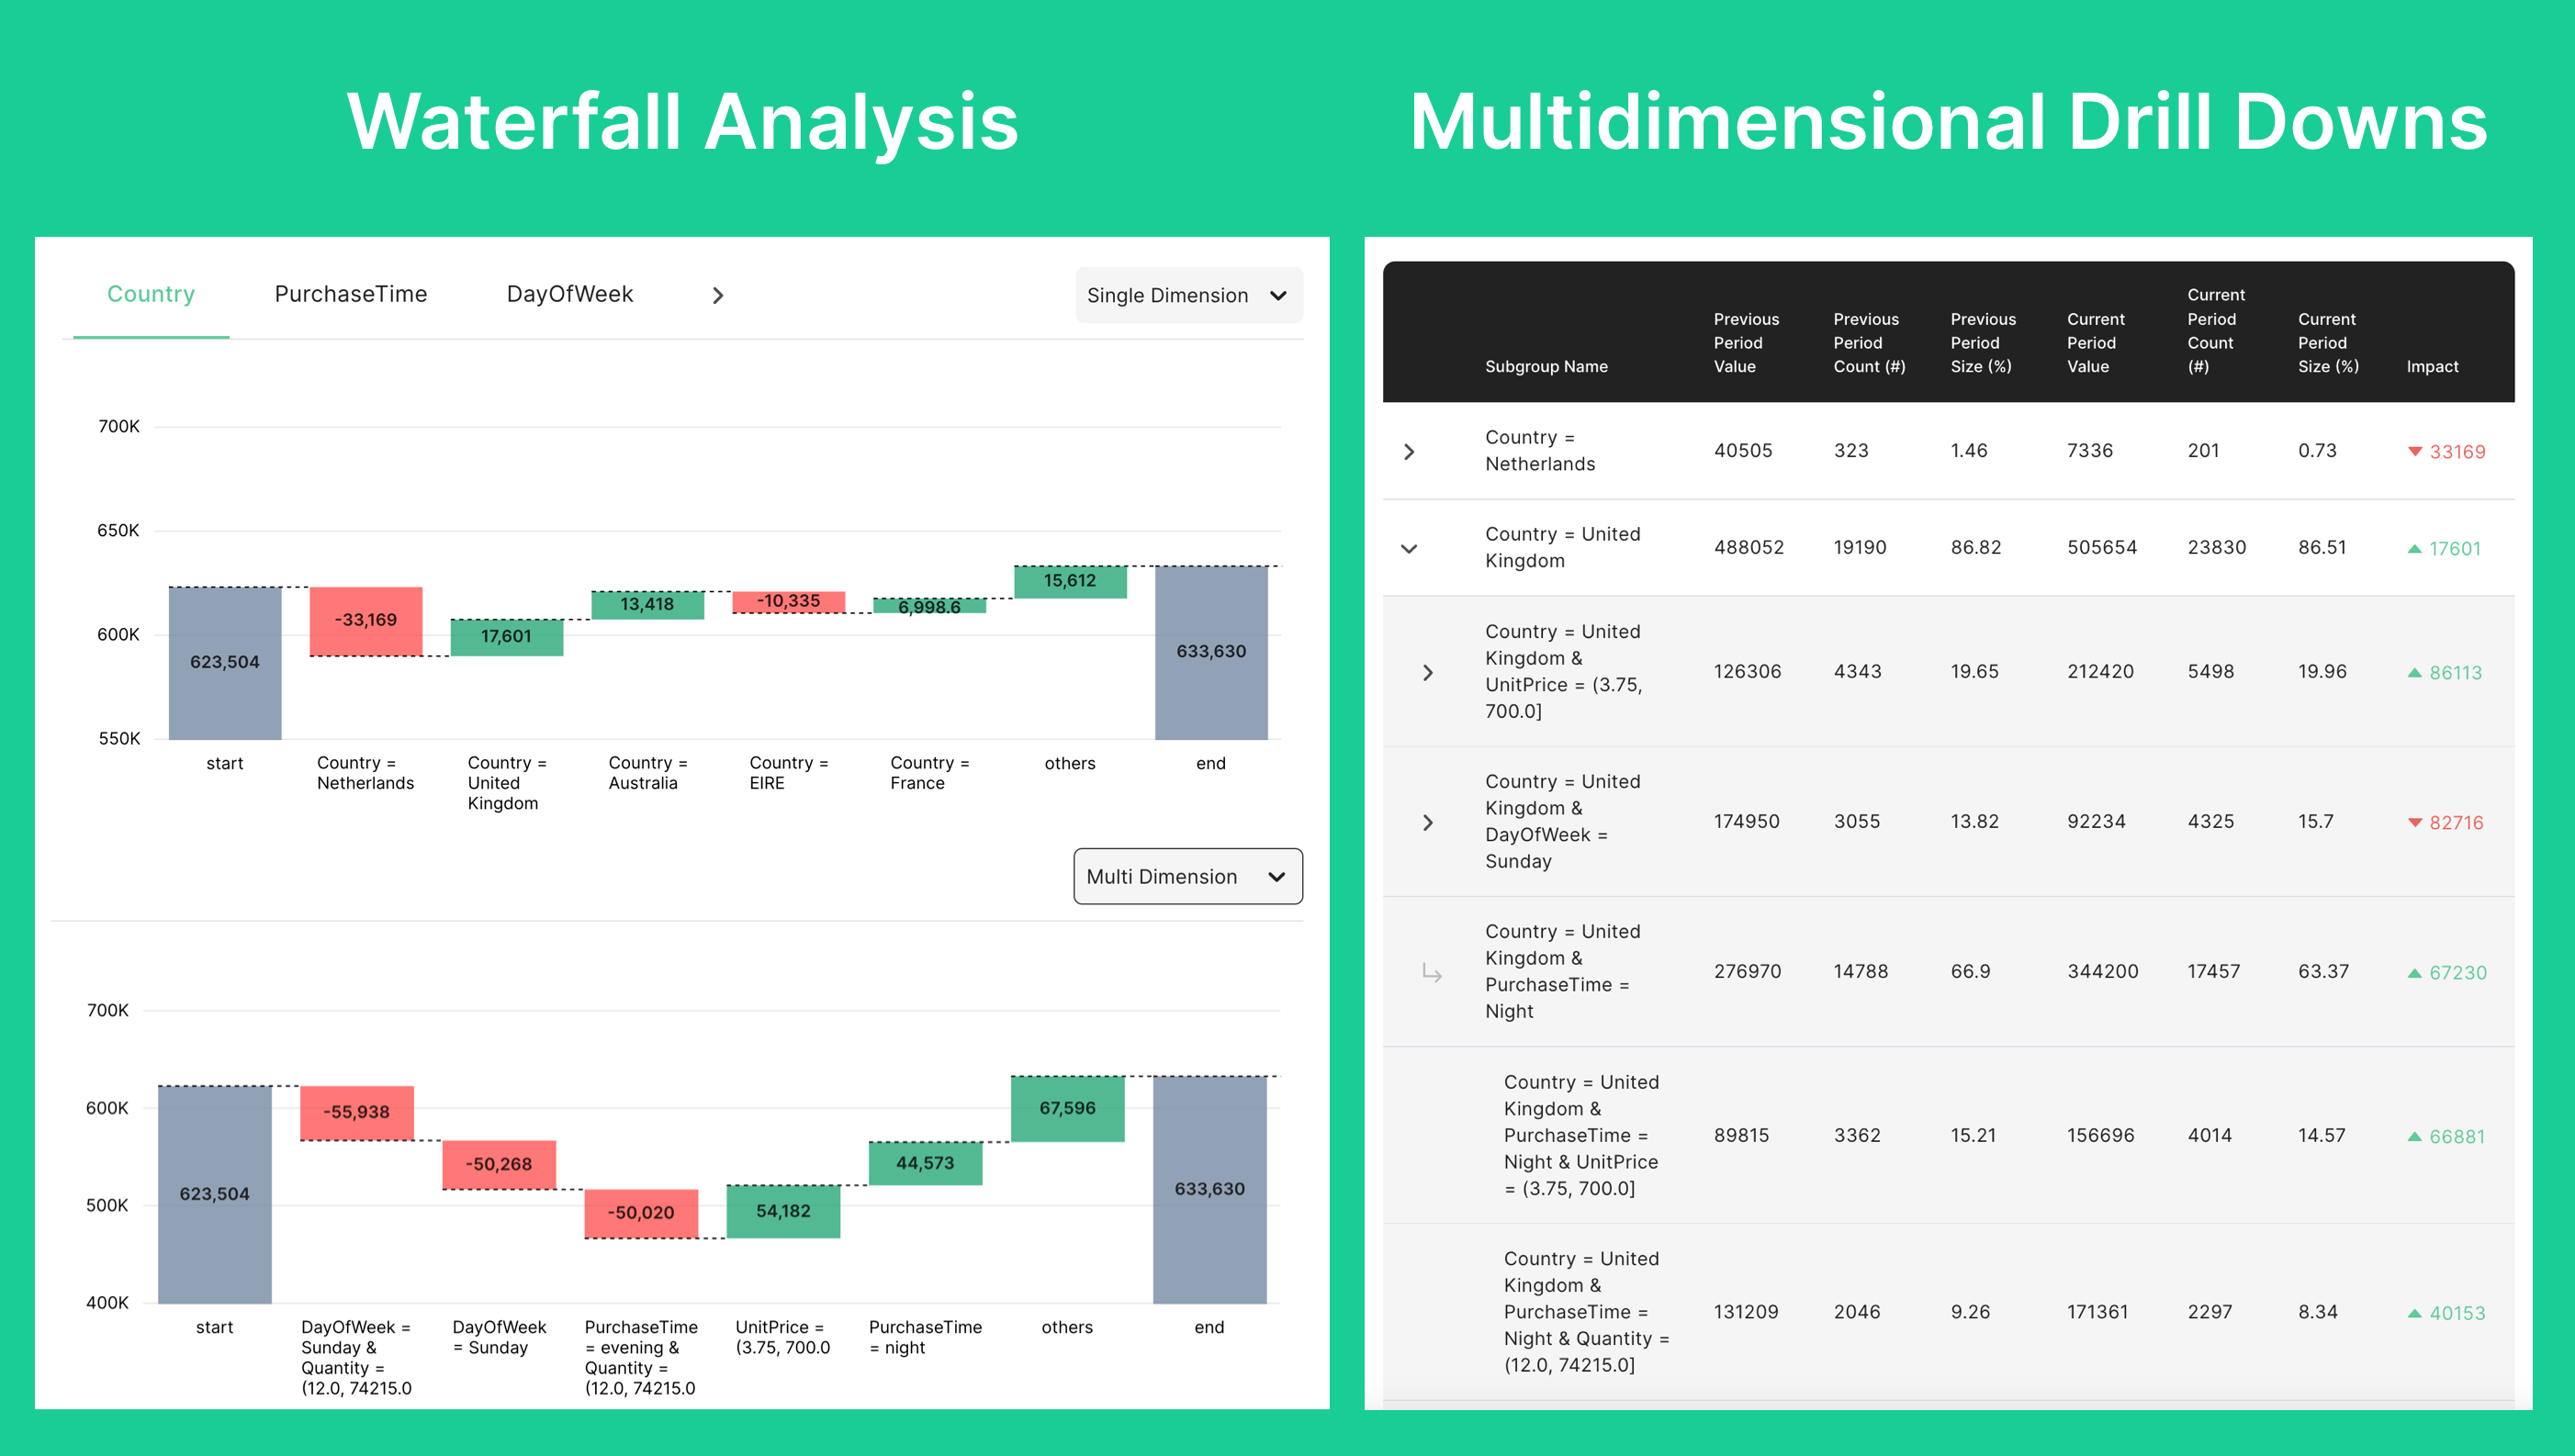 Waterfall Analysis
Multidimensional Drill Downs
Country
PurchaseTime
DayOfWeek
Single Dimension
700K
650K
600K
550K
623,504
-33,169
17,601
13,418
-10,335
6,998.6
15,612
633,630
start
Country =
Netherlands
Country =
United
Kingdom
Country =
Australia
Country =
EIRE
Country =
France
others
end
Multi Dimension
700K
600K
500K
400K
623,504
-55,938
-50,268
-50,020
54,182
44,573
67,596
633,630
start
DayOfWeek =
Sunday &
Quantity =
(12.0, 74215.0
DayOfWeek
= Sunday
PurchaseTime
= evening &
Quantity =
(12.0, 74215.0
UnitPrice =
(3.75, 700.0
PurchaseTime
= night
others
end
Subgroup Name
Previous
Period
Value
Previous
Period
Count (#)
Previous
Period
Size (%)
Current
Period
Value
Current
Period
Count
(#)
Current
Period
Size (%)
Impact
Country =
Netherlands
40505 323 1.46 7336 201 0.73 33169
Country = United
Kingdom
488052 19190 86.82 505654 23830 86.51 17601
Country = United
Kingdom &
UnitPrice = (3.75,
700.0]
126306 4343 19.65 212420 5498 19.96 86113
Country = United
Kingdom &
DayOfWeek =
Sunday
174950 3055 13.82 92234 4325 15.7 82716
Country = United
Kingdom &
PurchaseTime =
Night
276970 14788 66.9 344200 17457 63.37 67230
Country = United
Kingdom &
PurchaseTime =
Night & UnitPrice
= (3.75, 700.0]
89815 3362 15.21 156696 4014 14.57 66881
Country = United
Kingdom &
PurchaseTime =
Night & Quantity =
(12.0, 74215.0]
131209 2046 9.26 171361 2297 8.34 40153